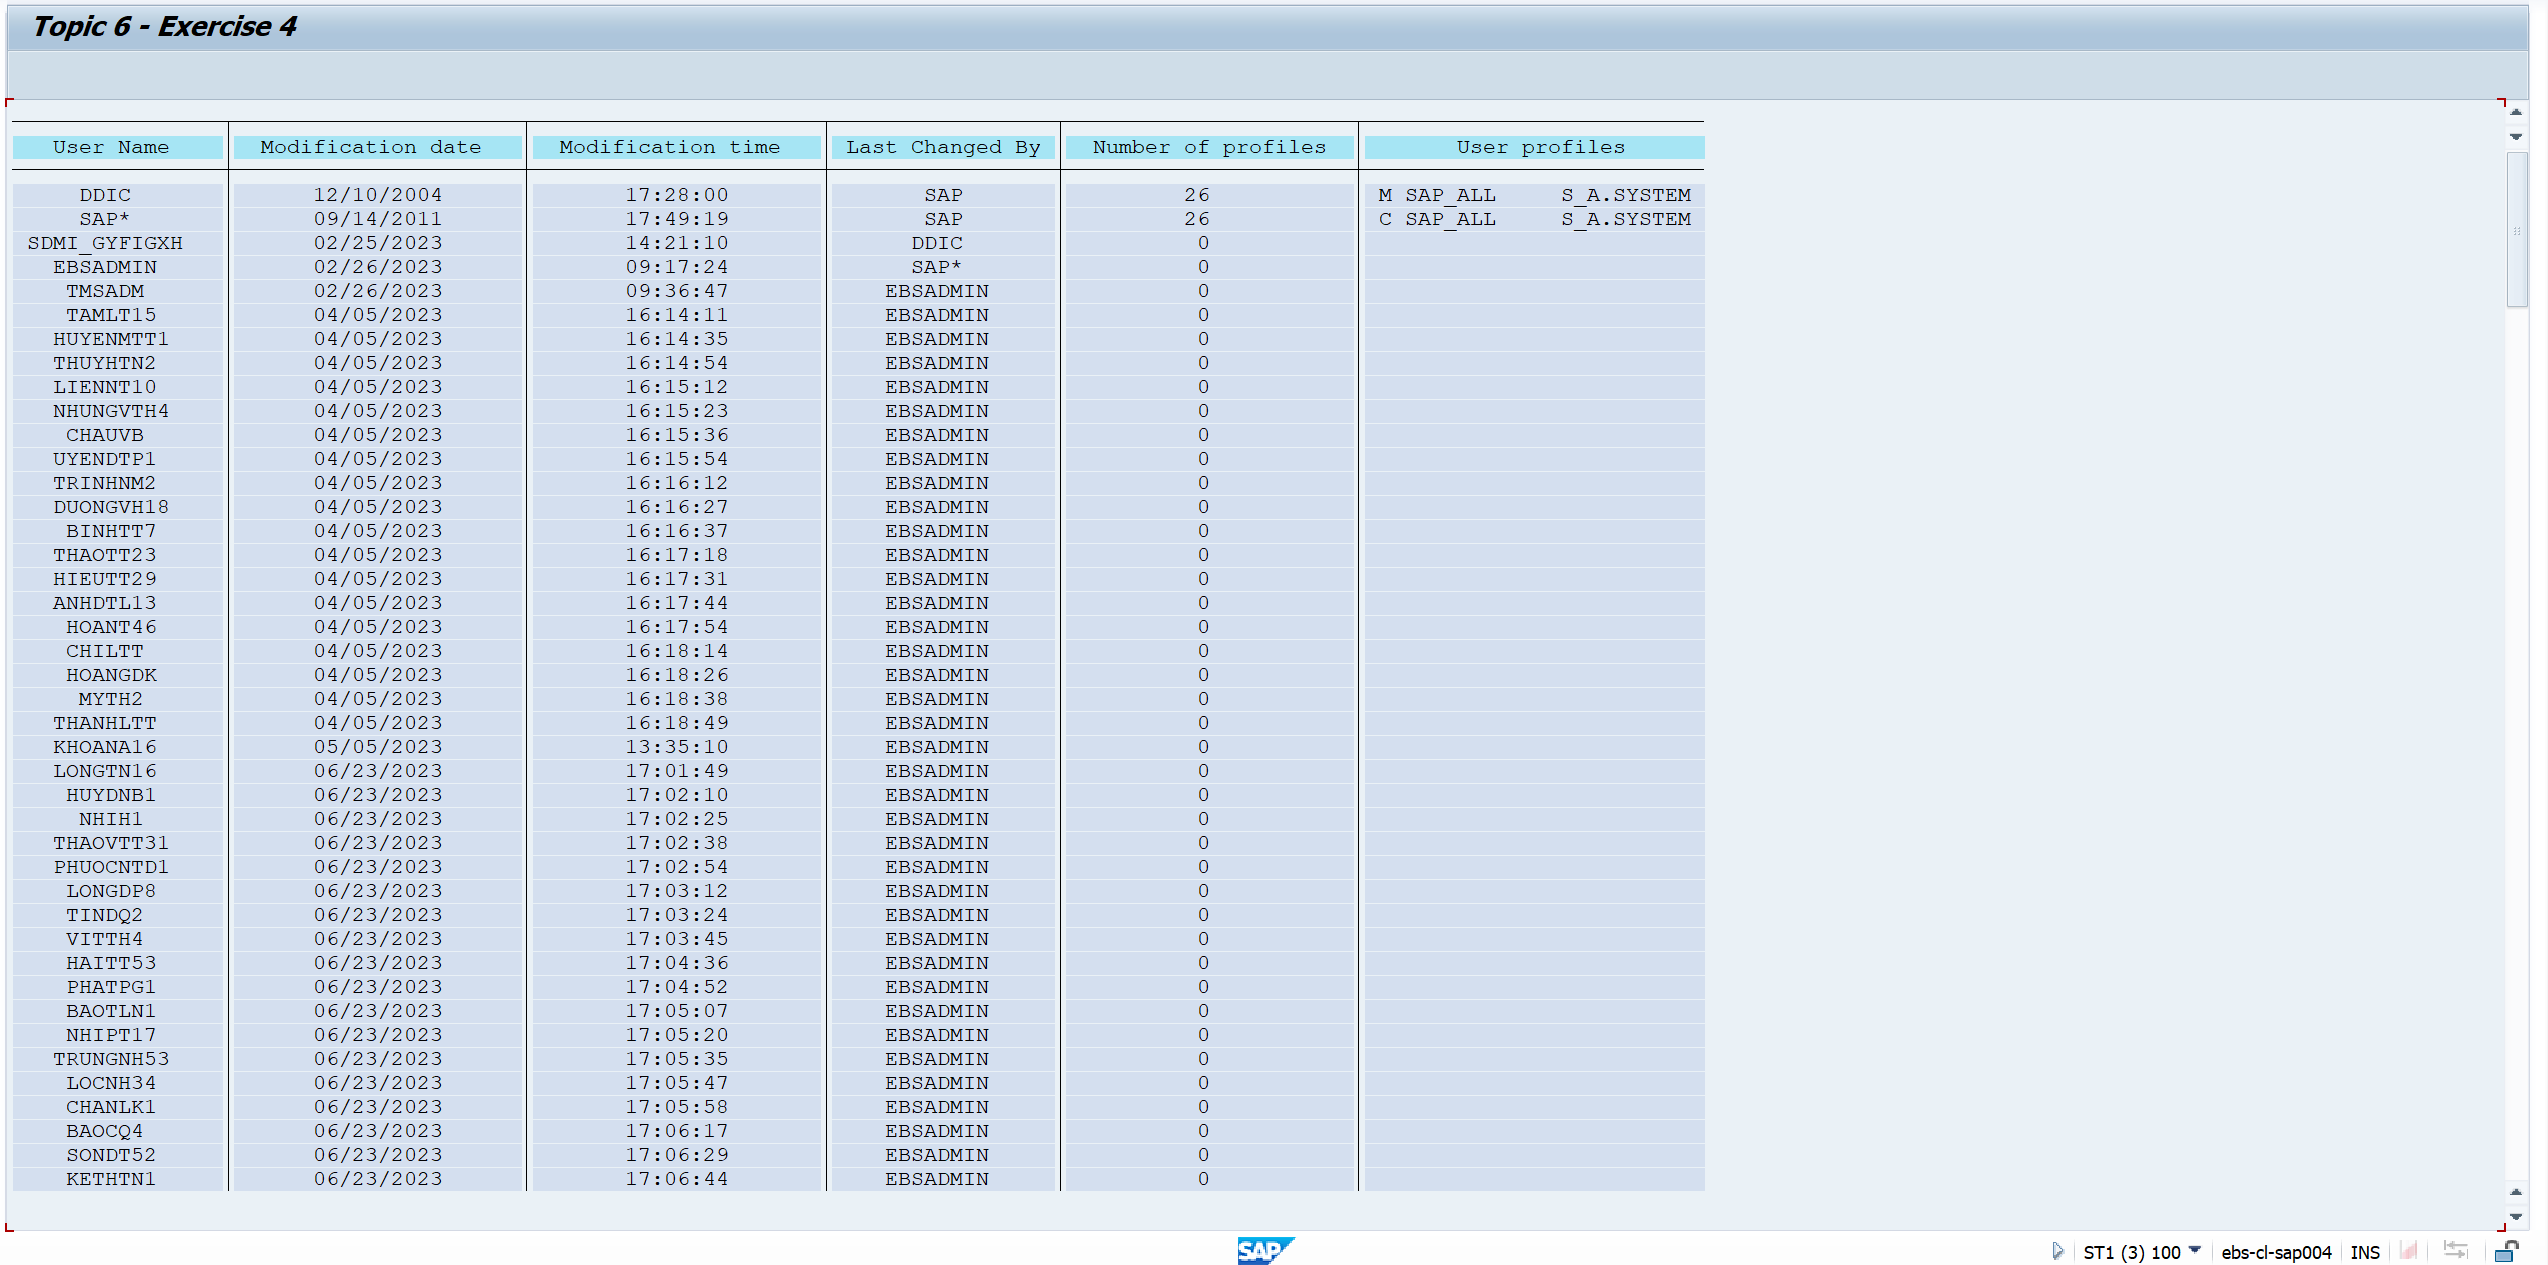 Topic 6 - Exercise 4
User Name Modification date Modification time Last Changed By Number of profiles User profiles
DDIC 12/10/2004 17:28:00 SAP 26 M SAP_ALL S_A.SYSTEM
SAP* 09/14/2011 17:49:19 SAP 26 C SAP_ALL S_A.SYSTEM
SDMI_GYFIGXH 02/25/2023 14:21:10 DDIC 0
EBSADMIN 02/26/2023 09:17:24 SAP* 0
TMSADM 02/26/2023 09:36:47 EBSADMIN 0
TAMLT15 04/05/2023 16:14:11 EBSADMIN 0
HUYENMTT1 04/05/2023 16:14:35 EBSADMIN 0
THUYHTN2 04/05/2023 16:14:54 EBSADMIN 0
LIENNT10 04/05/2023 16:15:12 EBSADMIN 0
NHUNGVTH4 04/05/2023 16:15:23 EBSADMIN 0
CHAUVB 04/05/2023 16:15:36 EBSADMIN 0
UYENDTP1 04/05/2023 16:15:54 EBSADMIN 0
TRINHNM2 04/05/2023 16:16:12 EBSADMIN 0
DUONGVH18 04/05/2023 16:16:27 EBSADMIN 0
BINHTT7 04/05/2023 16:16:37 EBSADMIN 0
THAOTT23 04/05/2023 16:17:18 EBSADMIN 0
HIEUTT29 04/05/2023 16:17:31 EBSADMIN 0
ANHDTL13 04/05/2023 16:17:44 EBSADMIN 0
HOANT46 04/05/2023 16:17:54 EBSADMIN 0
CHILTT 04/05/2023 16:18:14 EBSADMIN 0
HOANGDK 04/05/2023 16:18:26 EBSADMIN 0
MYTH2 04/05/2023 16:18:38 EBSADMIN 0
THANHLTT 04/05/2023 16:18:49 EBSADMIN 0
KHOANA16 05/05/2023 13:35:10 EBSADMIN 0
LONGTN16 06/23/2023 17:01:49 EBSADMIN 0
HUYDNB1 06/23/2023 17:02:10 EBSADMIN 0
NHIH1 06/23/2023 17:02:25 EBSADMIN 0
THAOVTT31 06/23/2023 17:02:38 EBSADMIN 0
PHUOCNTD1 06/23/2023 17:02:54 EBSADMIN 0
LONGDP8 06/23/2023 17:03:12 EBSADMIN 0
TINDQ2 06/23/2023 17:03:24 EBSADMIN 0
VITTH4 06/23/2023 17:03:45 EBSADMIN 0
HAITT53 06/23/2023 17:04:36 EBSADMIN 0
PHATPG1 06/23/2023 17:04:52 EBSADMIN 0
BAOTLN1 06/23/2023 17:05:07 EBSADMIN 0
NHIPT17 06/23/2023 17:05:20 EBSADMIN 0
TRUNGNH53 06/23/2023 17:05:35 EBSADMIN 0
LOCNH34 06/23/2023 17:05:47 EBSADMIN 0
CHANLK1 06/23/2023 17:05:58 EBSADMIN 0
BAOCQ4 06/23/2023 17:06:17 EBSADMIN 0
SONDT52 06/23/2023 17:06:29 EBSADMIN 0
KETHTN1 06/23/2023 17:06:44 EBSADMIN 0
SAP ST1 (3) 100 ebs-cl-sap004 INS